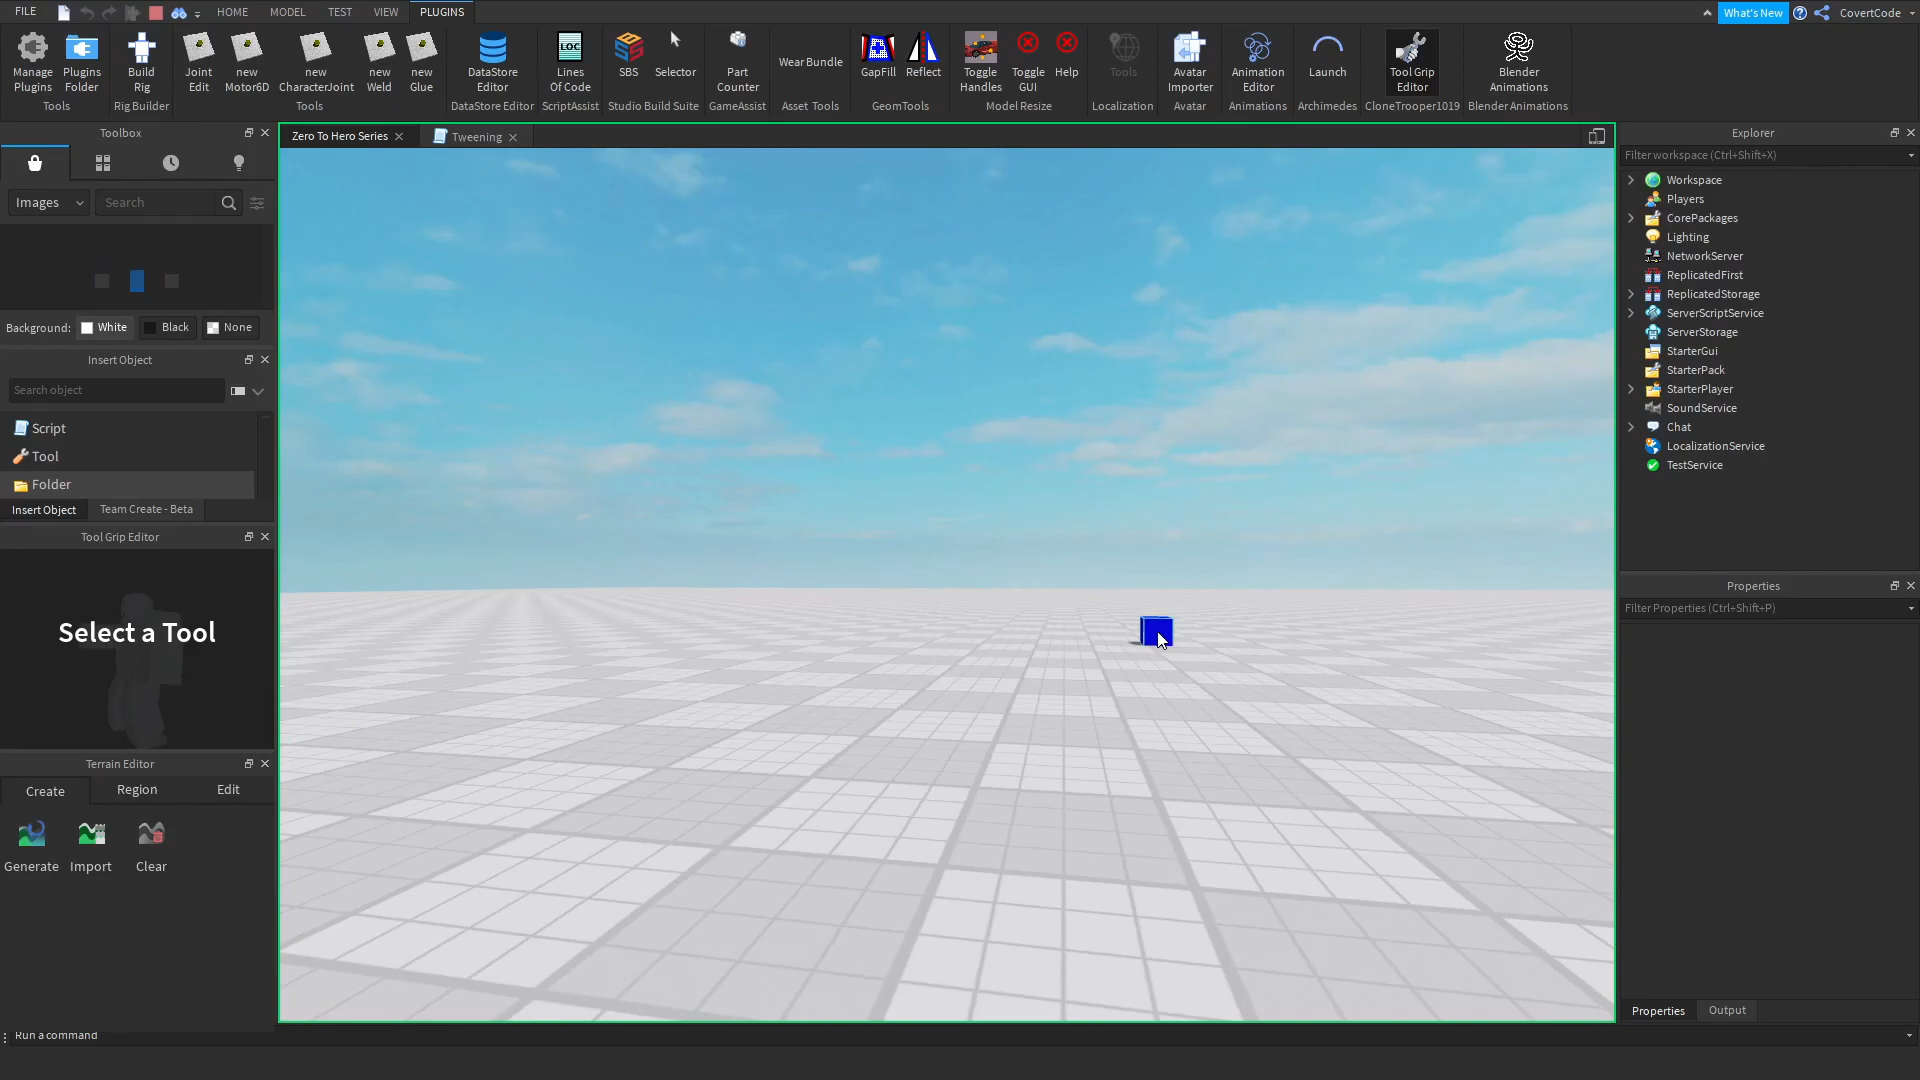 FILE HOME MODEL TEST VIEW PLUGINS What's New CovertCode
Manage Plugins
Plugins Folder
Tools
Build Rig
Rig Builder
Joint Edit
new Motor6D
new CharacterJoint
new Weld
new Glue
Tools
DataStore Editor
DataStore Editor
LOC
Lines Of Code
ScriptAssist
SBS
Selector
Studio Build Suite
Part Counter
GameAssist
WearBundle
Asset Tools
GapFill
Reflect
GeomTools
Toggle Handles
Toggle GUI
Help
Model Resize
Tools
Localization
Avatar Importer
Avatar
Animation Editor
Animations
Launch
Archimedes
Tool Grip Editor
CloneTrooper1019
Blender Animations
Blender Animations
Toolbox
Images
Search
Background: White Black None
Insert Object
Search object
Script
Tool
Folder
Insert Object Team Create - Beta
Tool Grip Editor
Select a Tool
Terrain Editor
Create Region Edit
Generate Import Clear
Run a command
Zero To Hero Series Tweening
Explorer
Filter workspace (Ctrl+Shift+X)
Workspace
Players
CorePackages
Lighting
NetworkServer
ReplicatedFirst
ReplicatedStorage
ServerScriptService
ServerStorage
StarterGui
StarterPack
StarterPlayer
SoundService
Chat
LocalizationService
TestService
Properties
Filter Properties (Ctrl+Shift+P)
Properties Output